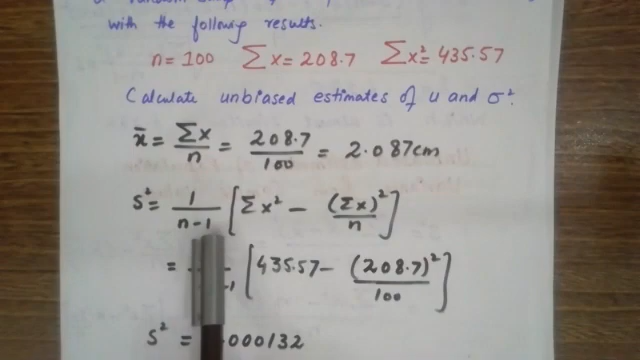 with the following results.
n = 100 Σx = 208.7 Σx² = 435.57
Calculate unbiased estimates of u and σ².
x̄ = Σx/n = 208.7/100 = 2.087cm
S² = 1/(n-1) [Σx² - (Σx)²/n]
= -1 [435.57 - (208.7)²/100]
S² = .000132